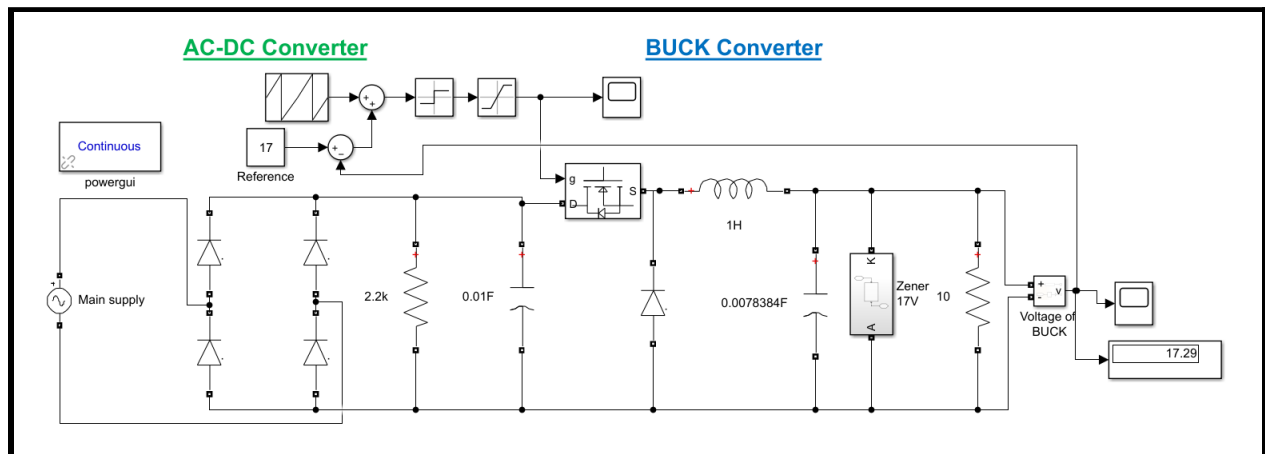 AC-DC Converter
BUCK Converter
Continuous
powergui
17
Reference
g
D
S
1H
Main supply
2.2k
0.01F
0.0078384F
K
A
Zener
17V
10
+
-
v
Voltage of
BUCK
17.29